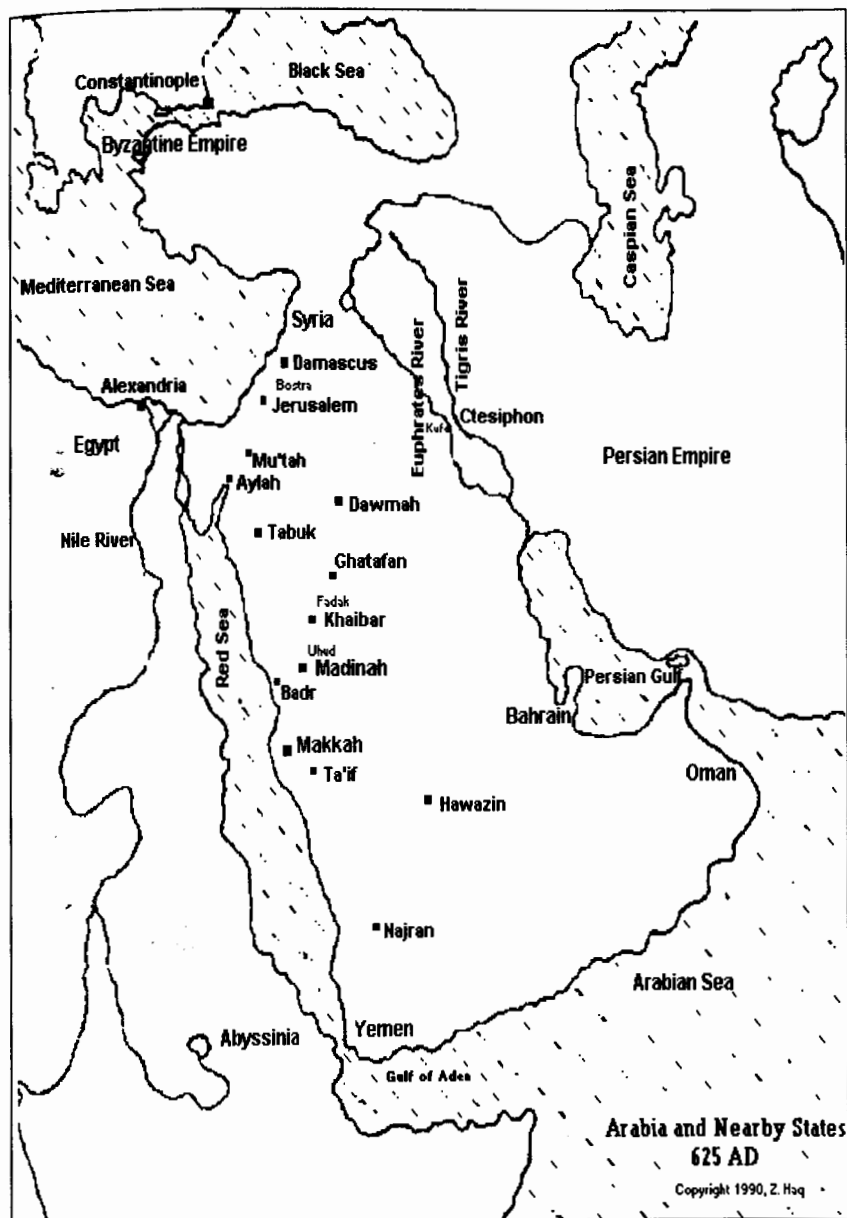 Constantinople
Black Sea
Byzantine Empire
Caspian Sea
Mediterranean Sea
Syria
Damascus
Bostra
Jerusalem
Alexandria
Egypt
Euphrates River
Tigris River
Kufa
Ctesiphon
Persian Empire
Mu'tah
Aylah
Dawmah
Tabuk
Nile River
Ghatafan
Fadak
Khaibar
Red Sea
Uhud
Madinah
Badr
Persian Gulf
Bahrain
Makkah
Ta'if
Oman
Hawazin
Najran
Arabian Sea
Abyssinia
Yemen
Gulf of Aden
Arabia and Nearby States
625 AD
Copyright 1990, Z. Haq